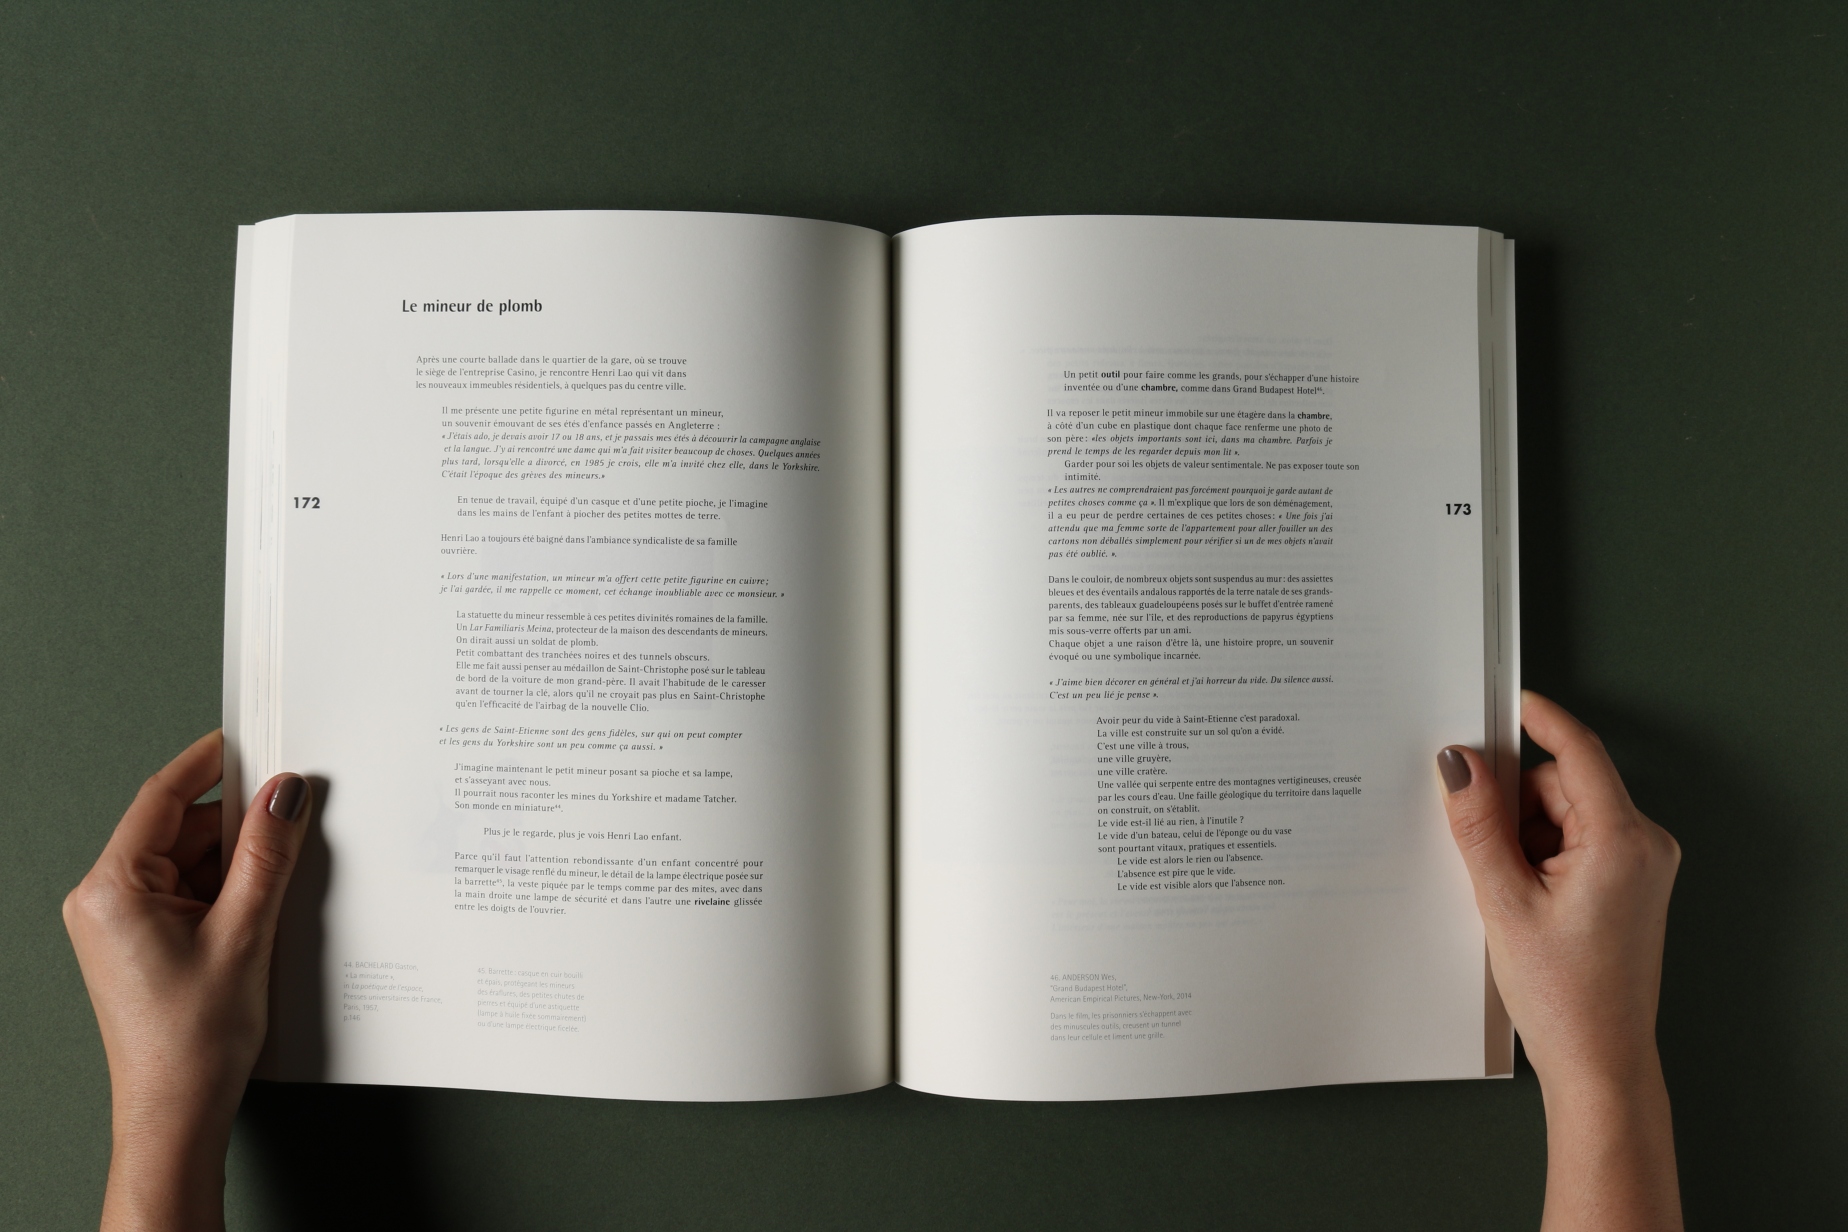 Le mineur de plomb
Après une courte ballade dans le quartier de la gare, où se trouve
le siège de l'entreprise Casino, je rencontre Henri Lao qui vit dans
les nouveaux immeubles résidentiels, à quelques pas du centre ville.
Il me présente une petite figurine en métal représentant un mineur,
un souvenir émouvant de ses étés d'enfance passés en Angleterre :
« J'étais ado, je devais avoir 17 ou 18 ans, et je passais mes étés à découvrir la campagne anglaise
et la langue. J'y ai rencontré une dame qui m'a fait visiter beaucoup de choses. Quelques années
plus tard, lorsqu'elle a divorcé, en 1985 je crois, elle m'a invité chez elle, dans le Yorkshire.
C'était l'époque des grèves des mineurs.»
172
En tenue de travail, équipé d'un casque et d'une petite pioche, je l'imagine
dans les mains de l'enfant à piocher des petites mottes de terre.
Henri Lao a toujours été baigné dans l'ambiance syndicaliste de sa famille
ouvrière.
« Lors d'une manifestation, un mineur m'a offert cette petite figurine en cuivre ;
je l'ai gardée, il me rappelle ce moment, cet échange inoubliable avec ce monsieur. »
La statuette du mineur ressemble à ces petites divinités romaines de la famille.
Un Lar Familiaris Meina, protecteur de la maison des descendants de mineurs.
On dirait aussi un soldat de plomb.
Petit combattant des tranchées noires et des tunnels obscurs.
Elle me fait aussi penser au médaillon de Saint-Christophe posé sur le tableau
de bord de la voiture de mon grand-père. Il avait l'habitude de le caresser
avant de tourner la clé, alors qu'il ne croyait pas plus en Saint-Christophe
qu'en l'efficacité de l'airbag de la nouvelle Clio.
« Les gens de Saint-Etienne sont des gens fidèles, sur qui on peut compter
et les gens du Yorkshire sont un peu comme ça aussi. »
J'imagine maintenant le petit mineur posant sa pioche et sa lampe,
et s'asseyant avec nous.
Il pourrait nous raconter les mines du Yorkshire et madame Tatcher.
Son monde en miniature⁴⁴.
Plus je le regarde, plus je vois Henri Lao enfant.
Parce qu'il faut l'attention rebondissante d'un enfant concentré pour
remarquer le visage renflé du mineur, le détail de la lampe électrique posée sur
la barrette⁴⁵, la veste piquée par le temps comme par des mites, avec dans
la main droite une lampe de sécurité et dans l'autre une rivelaine glissée
entre les doigts de l'ouvrier.
44. BACHELARD Gaston,
« La miniature »,
in La poétique de l'espace,
Presses universitaires de France,
Paris, 1957,
p.146
45. Barrette : casque en cuir bouilli
et épais, protégeant les mineurs
des éraflures, des petites chutes de
pierres et équipé d'une astiquette
(lampe à huile fixée sommairement)
ou d'une lampe électrique ficelée.
Un petit outil pour faire comme les grands, pour s'échapper d'une histoire
inventée ou d'une chambre, comme dans Grand Budapest Hotel⁴⁶.
Il va reposer le petit mineur immobile sur une étagère dans la chambre,
à côté d'un cube en plastique dont chaque face renferme une photo de
son père : «les objets importants sont ici, dans ma chambre. Parfois je
prend le temps de les regarder depuis mon lit ».
Garder pour soi les objets de valeur sentimentale. Ne pas exposer toute son
intimité.
« Les autres ne comprendraient pas forcément pourquoi je garde autant de
petites choses comme ça ». Il m'explique que lors de son déménagement,
il a eu peur de perdre certaines de ces petites choses : « Une fois j'ai
attendu que ma femme sorte de l'appartement pour aller fouiller un des
cartons non déballés simplement pour vérifier si un de mes objets n'avait
pas été oublié. ».
173
Dans le couloir, de nombreux objets sont suspendus au mur : des assiettes
bleues et des éventails andalous rapportés de la terre natale de ses grands-
parents, des tableaux guadeloupéens posés sur le buffet d'entrée ramené
par sa femme, née sur l'île, et des reproductions de papyrus égyptiens
mis sous-verre offerts par un ami.
Chaque objet a une raison d'être là, une histoire propre, un souvenir
évoqué ou une symbolique incarnée.
« J'aime bien décorer en général et j'ai horreur du vide. Du silence aussi.
C'est un peu lié je pense ».
Avoir peur du vide à Saint-Etienne c'est paradoxal.
La ville est construite sur un sol qu'on a évidé.
C'est une ville à trous,
une ville gruyère,
une ville cratère.
Une vallée qui serpente entre des montagnes vertigineuses, creusée
par les cours d'eau. Une faille géologique du territoire dans laquelle
on construit, on s'établit.
Le vide est-il lié au rien, à l'inutile ?
Le vide d'un bateau, celui de l'éponge ou du vase
sont pourtant vitaux, pratiques et essentiels.
Le vide est alors le rien ou l'absence.
L'absence est pire que le vide.
Le vide est visible alors que l'absence non.
46. ANDERSON Wes,
"Grand Budapest Hotel",
American Empirical Pictures, New-York, 2014
Dans le film, les prisonniers s'échappent avec
des minuscules outils, creusent un tunnel
dans leur cellule et liment une grille.